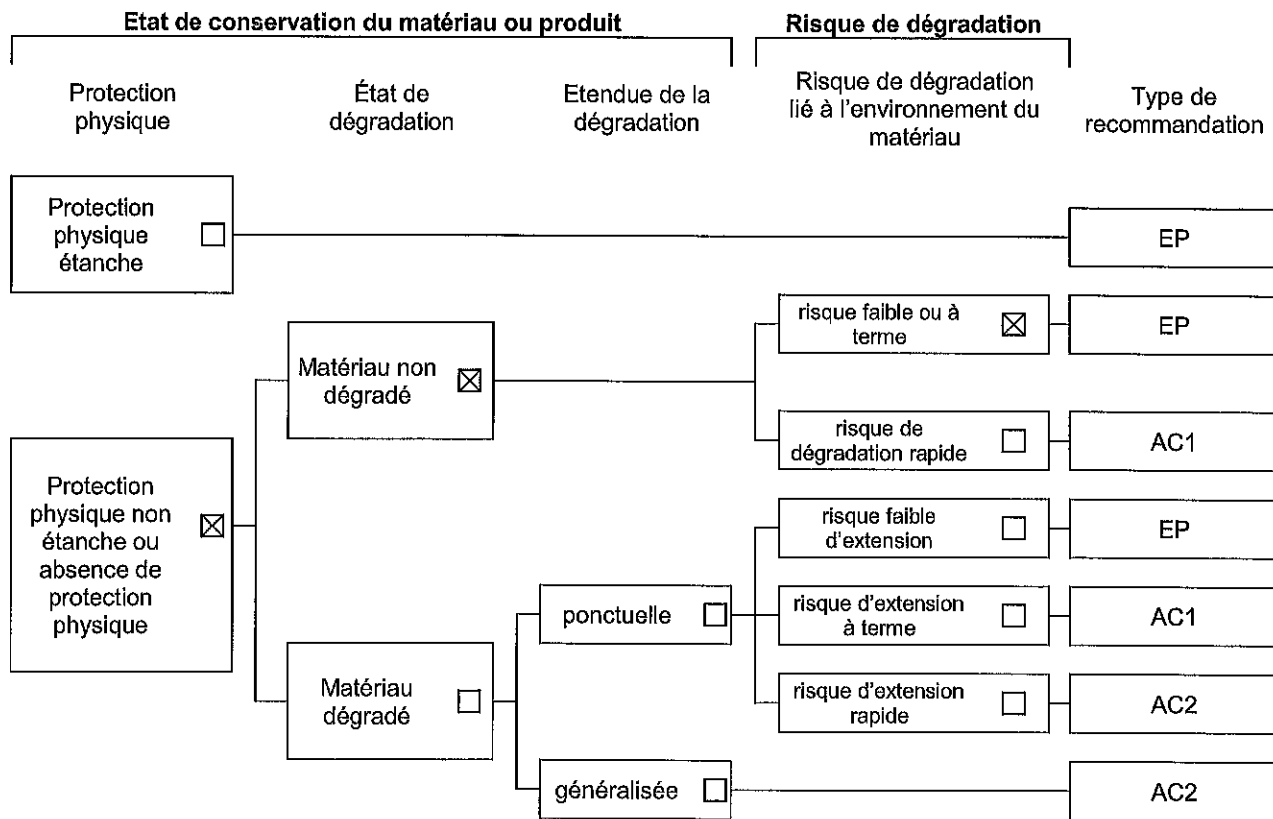 Etat de conservation du matériau ou produit
Risque de dégradation
Protection
physique
État de
dégradation
Etendue de la
dégradation
Risque de dégradation
lié à l'environnement du
matériau
Type de
recommandation
Protection
physique
étanche
EP
risque faible ou à
terme
EP
Matériau non
dégradé
risque de
dégradation rapide
AC1
Protection
physique non
étanche ou
absence de
protection
physique
risque faible
d'extension
EP
ponctuelle
risque d'extension
à terme
AC1
Matériau
dégradé
risque d'extension
rapide
AC2
généralisée
AC2